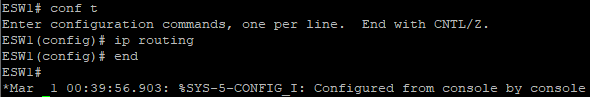 ESW1# conf t
Enter configuration commands, one per line.  End with CNTL/Z.
ESW1(config)# ip routing
ESW1(config)# end
ESW1#
*Mar  1 00:39:56.903: %SYS-5-CONFIG_I: Configured from console by console